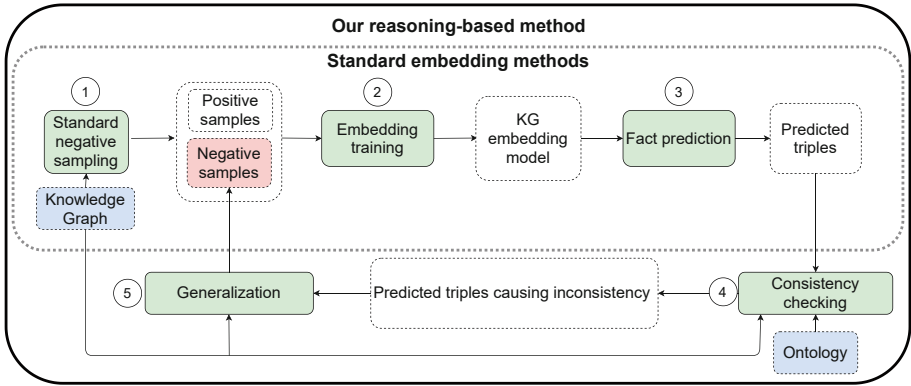 Our reasoning-based method
Standard embedding methods
1
Standard
negative
sampling
Knowledge
Graph
Positive
samples
Negative
samples
2
Embedding
training
KG
embedding
model
3
Fact prediction
Predicted
triples
4
Consistency
checking
Ontology
Predicted triples causing inconsistency
5
Generalization